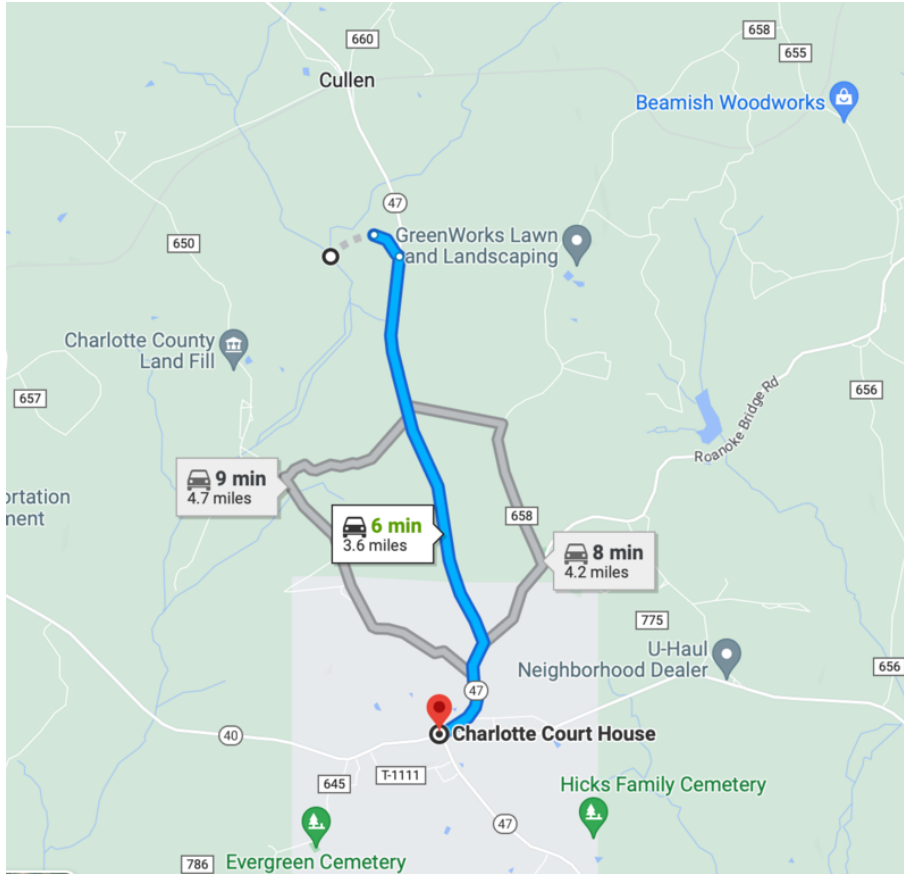 660
658
655
Cullen
Beamish Woodworks
47
650
GreenWorks Lawn
and Landscaping
Charlotte County
Land Fill
657
656
Roanoke Bridge Rd
9 min
4.7 miles
ortation
ment
658
6 min
3.6 miles
8 min
4.2 miles
775
U-Haul
Neighborhood Dealer
656
47
40
Charlotte Court House
T-1111
645
Hicks Family Cemetery
47
786
Evergreen Cemetery